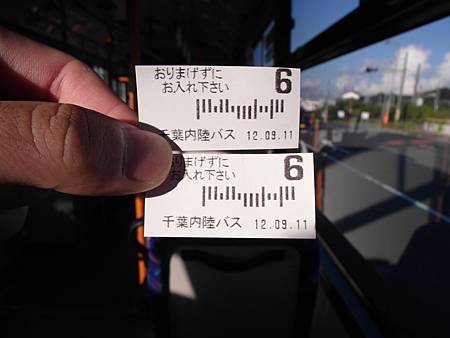 おりまげずに 6
お入れ下さい
千葉内陸バス 12.09.11
りまげずに 6
お入れ下さい
千葉内陸バス 12.09.11